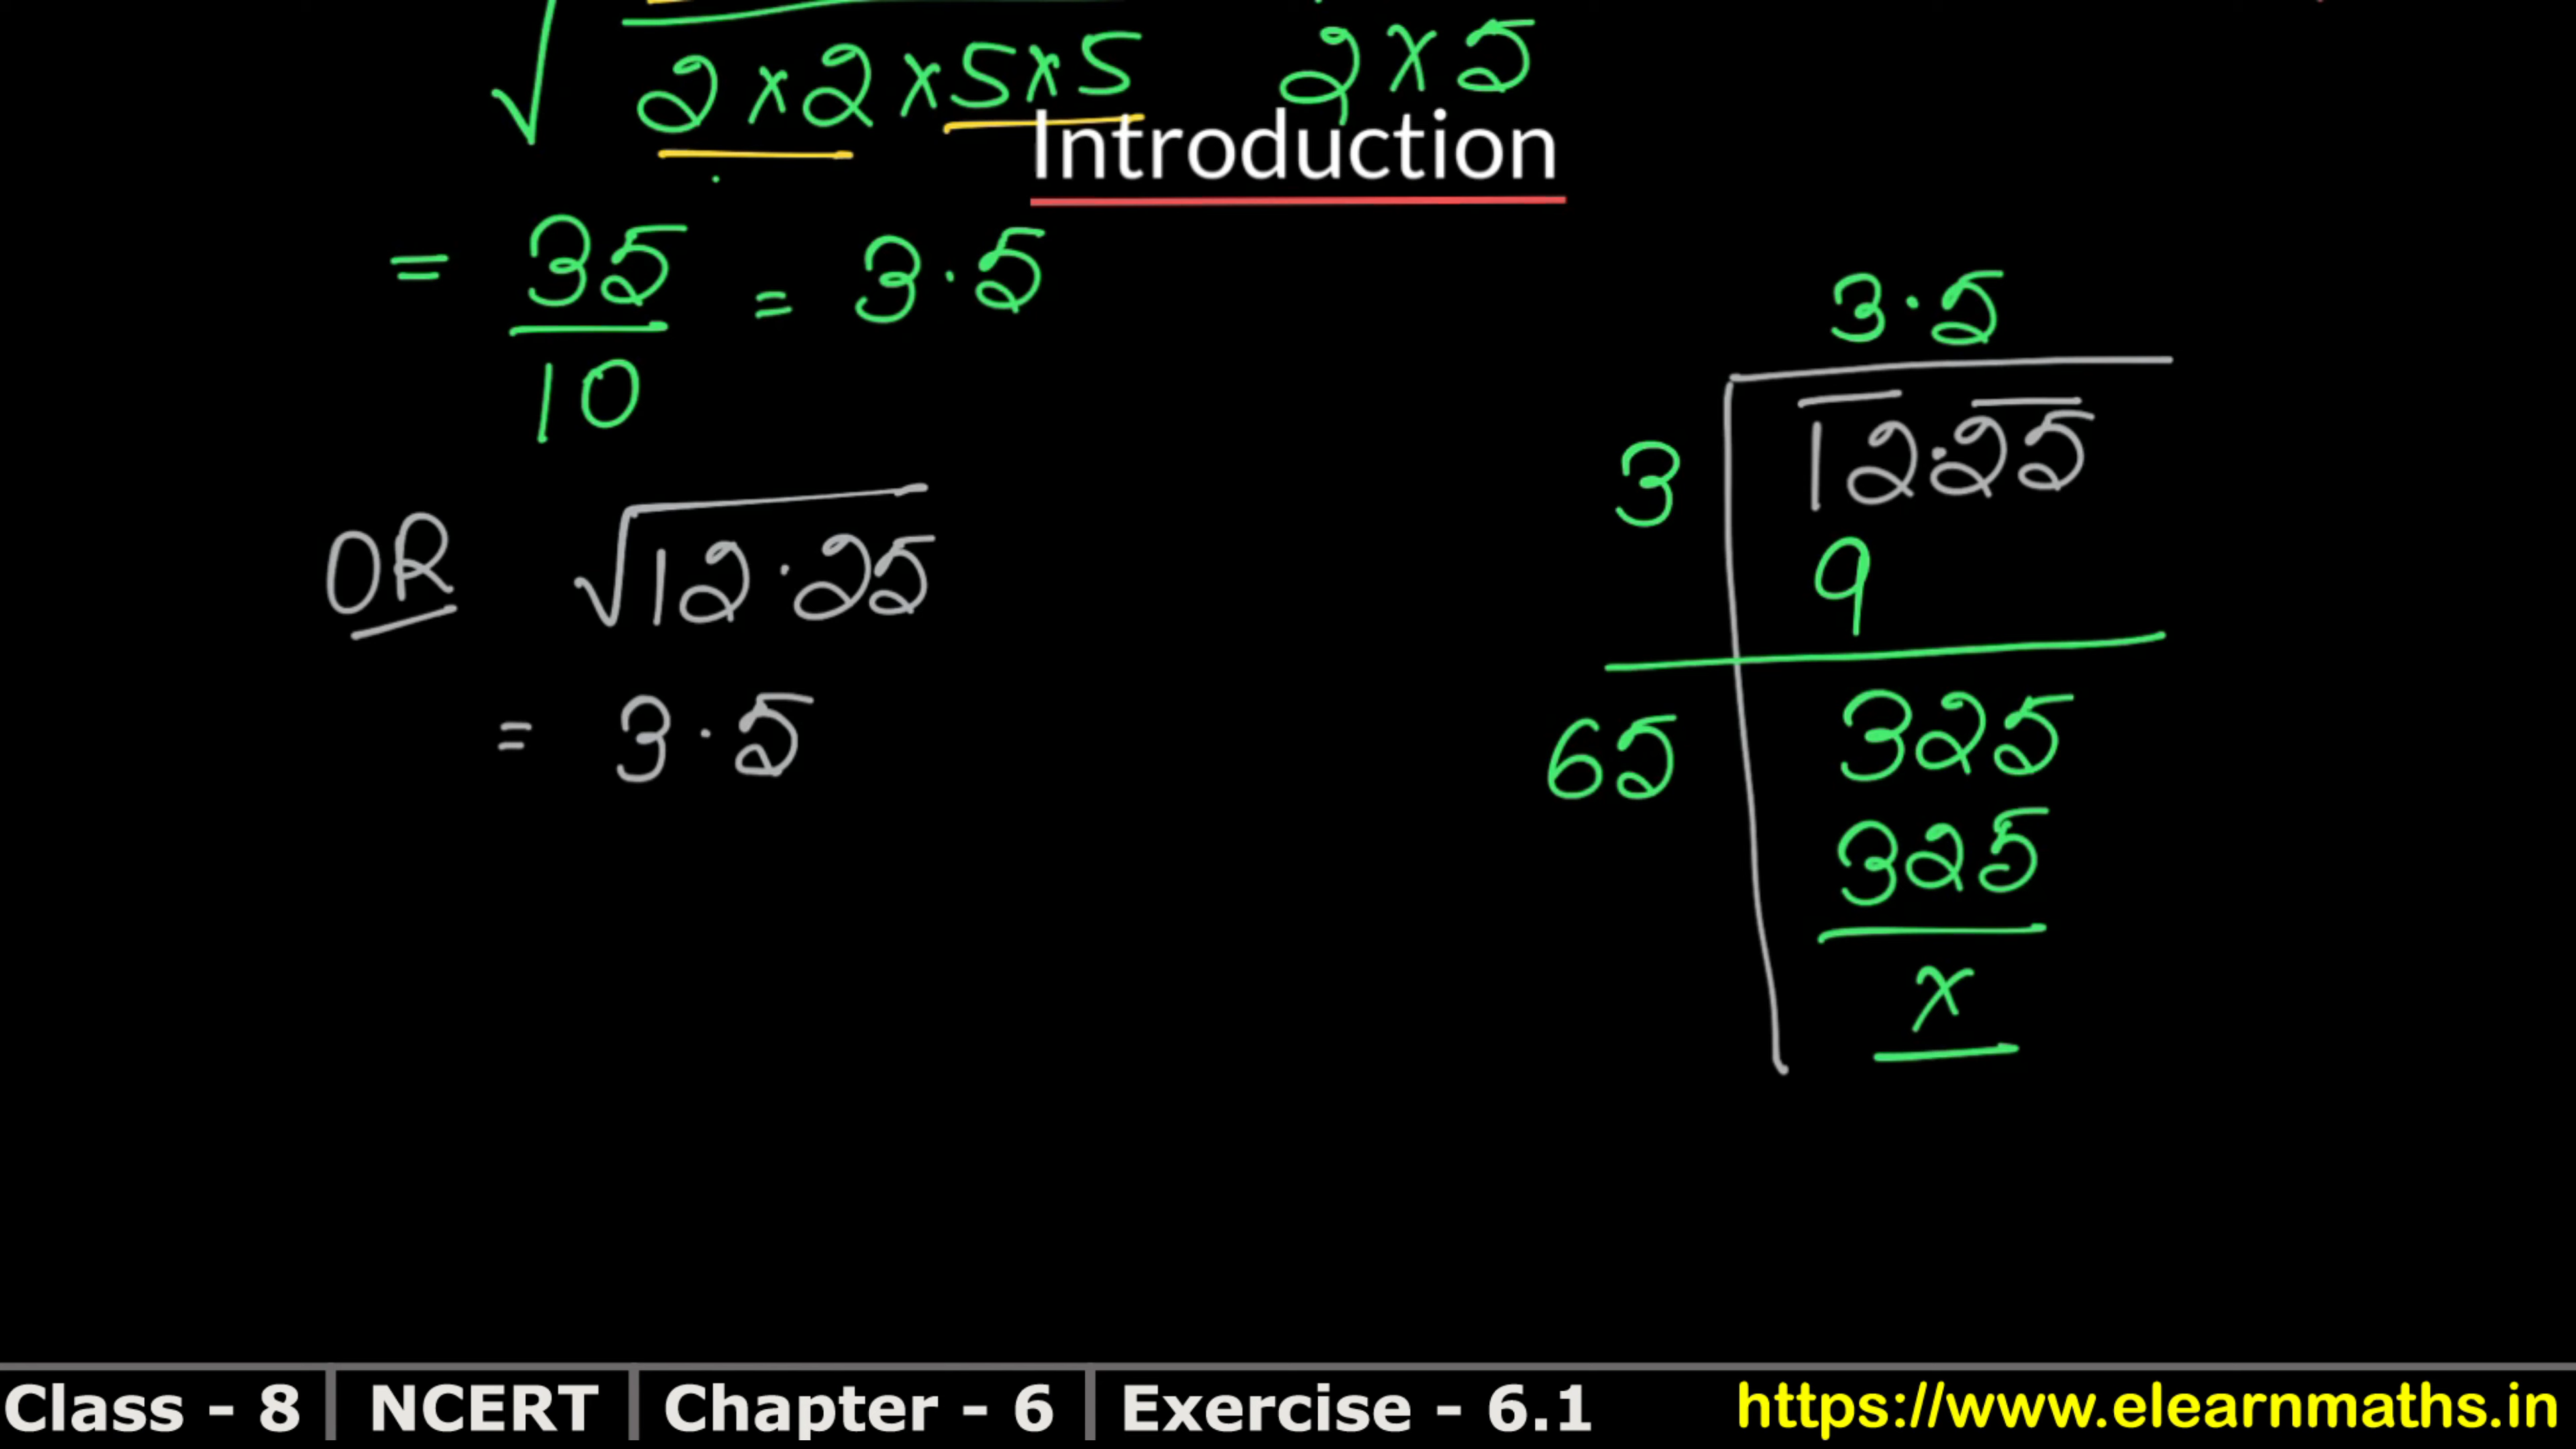 √ 2 × 2 × 5 × 5 2 × 5
Introduction
= 35/10 = 3.5
OR √12.25
= 3.5
3.5
3 12.25
9
65 325
325
x
Class - 8 | NCERT | Chapter - 6 | Exercise - 6.1 https://www.elearnmaths.in